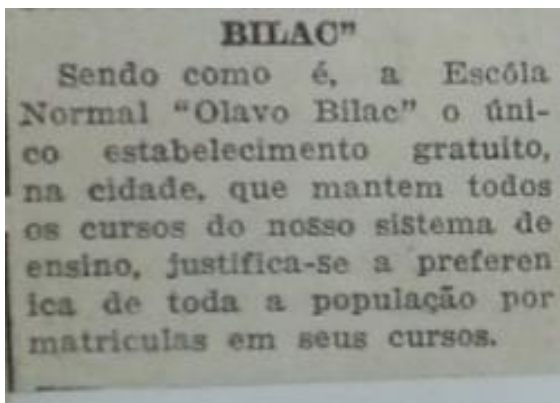 BILAC"
Sendo como é, a Escóla
Normal "Olavo Bilac" o úni-
co estabelecimento gratuito,
na cidade, que mantem todos
os cursos do nosso sistema de
ensino, justifica-se a preferen
ica de toda a população por
matriculas em seus cursos.